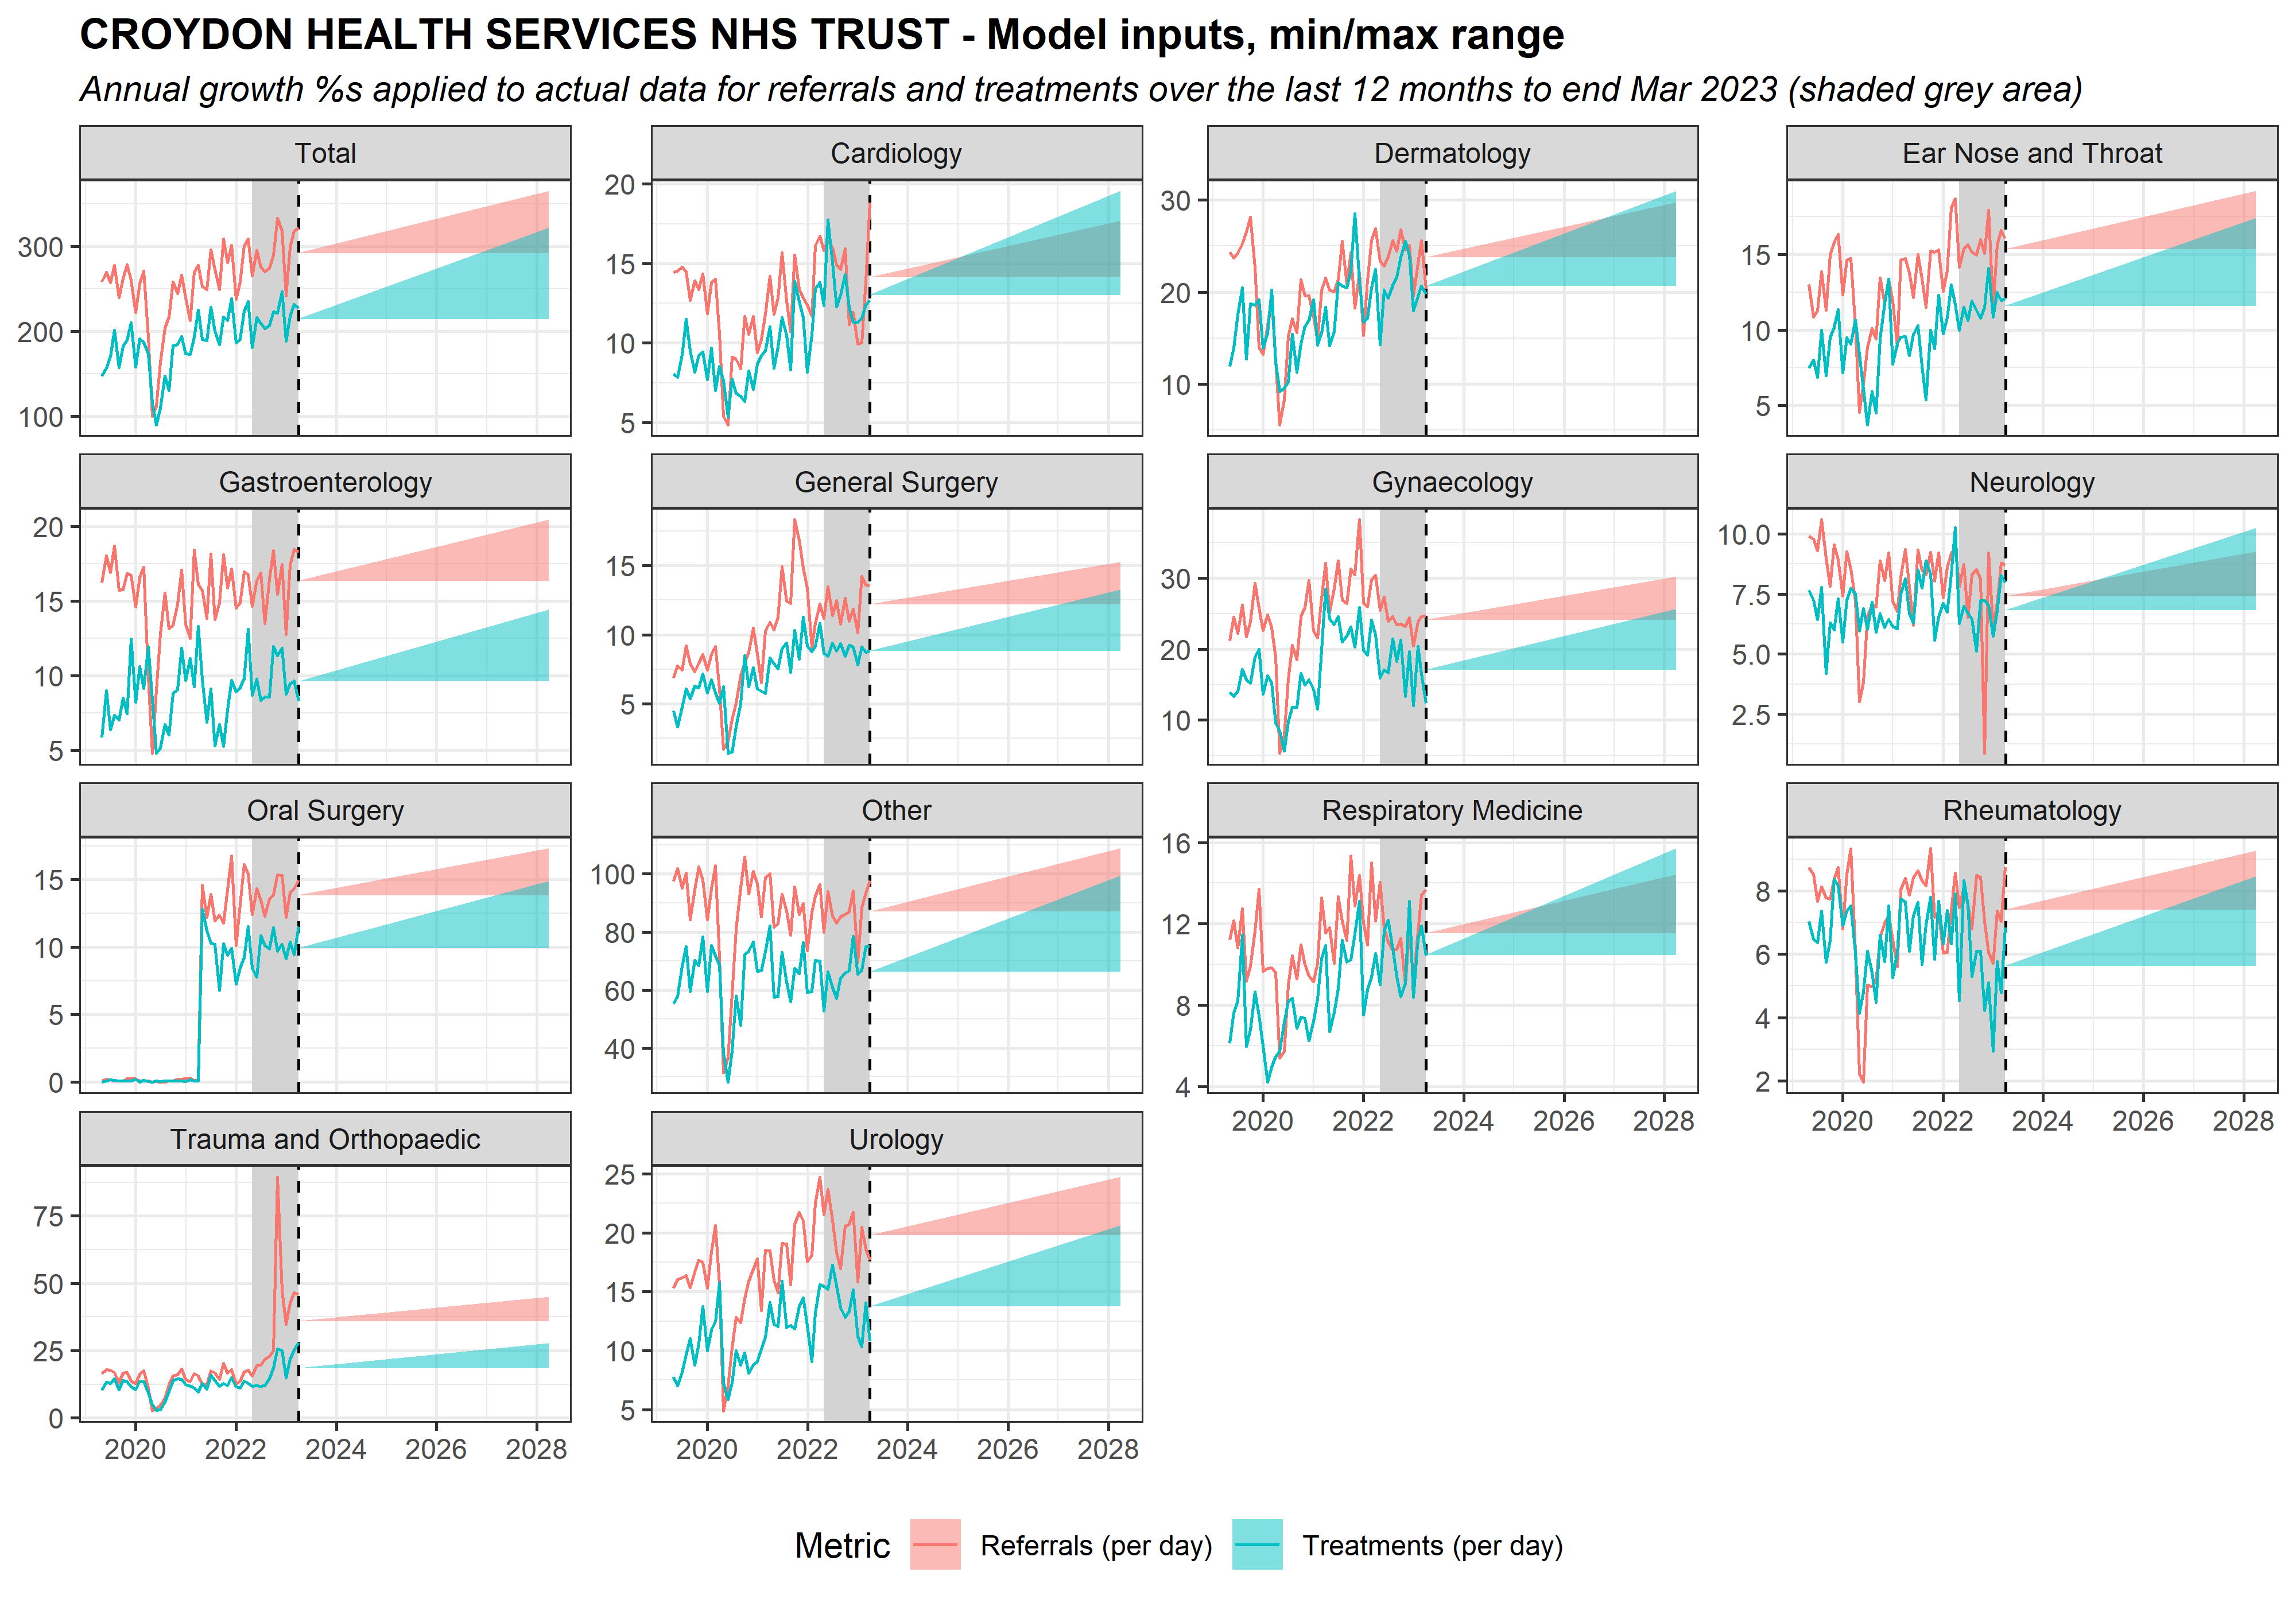 CROYDON HEALTH SERVICES NHS TRUST - Model inputs, min/max range
Annual growth %s applied to actual data for referrals and treatments over the last 12 months to end Mar 2023 (shaded grey area)
Total
Cardiology
Dermatology
Ear Nose and Throat
300
200
100
20
15
10
5
30
20
10
15
10
5
Gastroenterology
General Surgery
Gynaecology
Neurology
20
15
10
5
15
10
5
30
20
10
10.0
7.5
5.0
2.5
Oral Surgery
Other
Respiratory Medicine
Rheumatology
15
10
5
0
100
80
60
40
16
12
8
4
8
6
4
2
2020 2022 2024 2026 2028
2020 2022 2024 2026 2028
Trauma and Orthopaedic
Urology
75
50
25
0
25
20
15
10
5
2020 2022 2024 2026 2028
2020 2022 2024 2026 2028
Metric Referrals (per day) Treatments (per day)